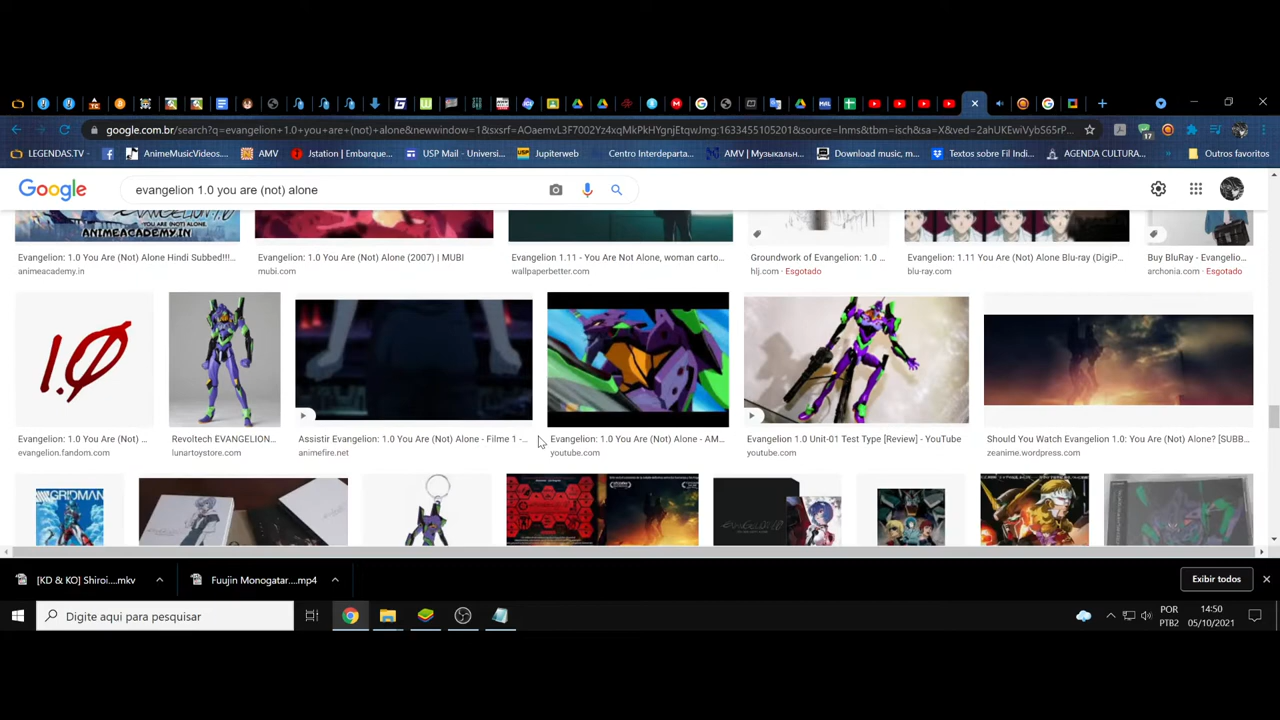 google.com.br/search?q=evangelion+1.0+you+are+(not)+alone&newwindow=1&sxsrf=AOaemvL3F7002Yz4xqMkPkHYgnjEtqwJmg:1633455105201&source=lnms&tbm=isch&sa=X&ved=2ahUKEwiVybS65rP...
LEGENDAS.TV AnimeMusicVideos... AMV Jstation | Embarque... USP Mail - Universi... Jupiterweb Centro Interdeparta... AMV | Музыкальн... Download music, m... Textos sobre Fil Indi... AGENDA CULTURA... Outros favoritos
Google evangelion 1.0 you are (not) alone
ANIMEACADEMY.IN
Evangelion: 1.0 You Are (Not) Alone Hindi Subbed!!!... Evangelion: 1.0 You Are (Not) Alone (2007) | MUBI Evangelion 1.11 - You Are Not Alone, woman carto... Groundwork of Evangelion: 1.0 ... Evangelion: 1.11 You Are (Not) Alone Blu-ray (DigiP... Buy BluRay - Evangelio...
animeacademy.in mubi.com wallpaperbetter.com hlj.com · Esgotado blu-ray.com archonia.com · Esgotado
1.0
Evangelion: 1.0 You Are (Not) ... Revoltech EVANGELION... Assistir Evangelion: 1.0 You Are (Not) Alone - Filme 1 -... Evangelion: 1.0 You Are (Not) Alone - AM... Evangelion 1.0 Unit-01 Test Type [Review] - YouTube Should You Watch Evangelion 1.0: You Are (Not) Alone? [SUBB...
evangelion.fandom.com lunartoystore.com animefire.net youtube.com youtube.com zeanime.wordpress.com
GRIDMAN
[KD & KO] Shiroi....mkv Fuujin Monogatar....mp4 Exibir todos
Digite aqui para pesquisar
POR
PTB2
14:50
05/10/2021